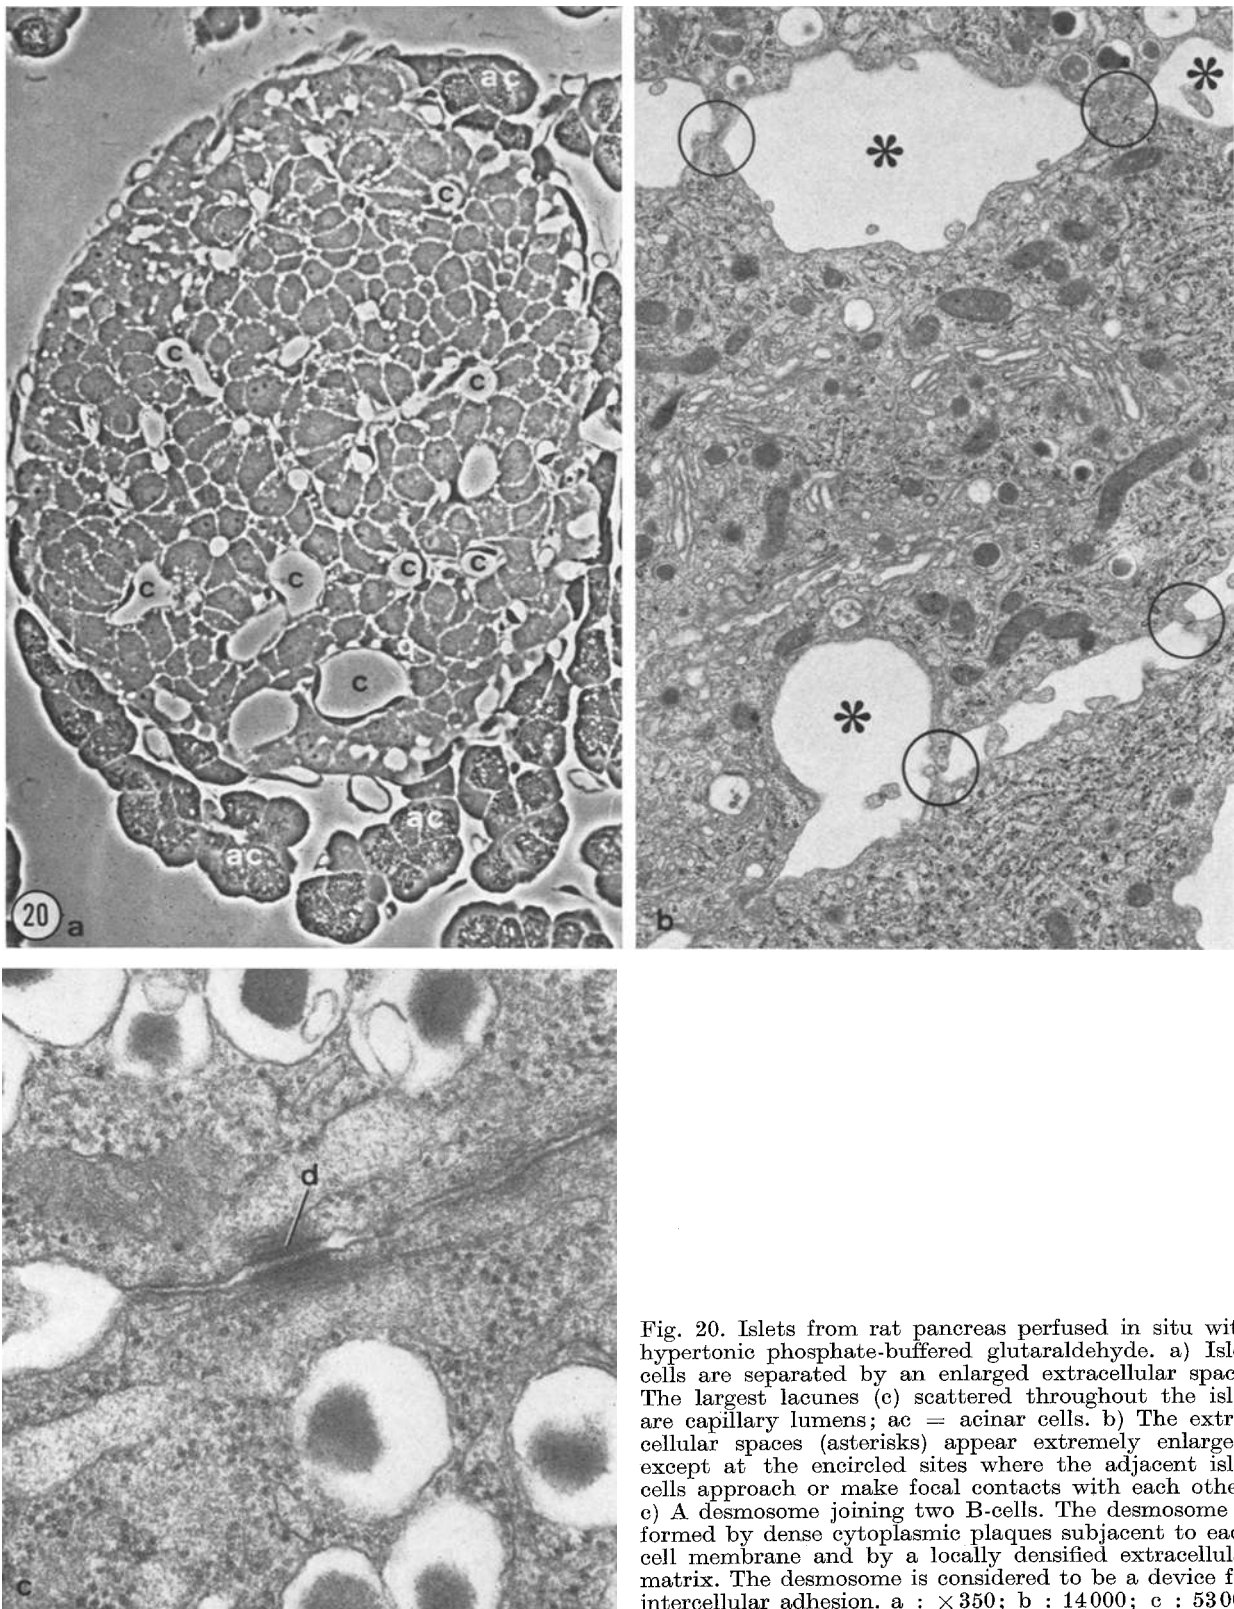 ac
c
c
c
c
c
c
c
c
ac
ac
20
a
*
*
*
b
d
c
Fig. 20. Islets from rat pancreas perfused in situ wit
hypertonic phosphate-buffered glutaraldehyde. a) Isl
cells are separated by an enlarged extracellular spac
The largest lacunes (c) scattered throughout the isl
are capillary lumens; ac = acinar cells. b) The extr
cellular spaces (asterisks) appear extremely enlarge
except at the encircled sites where the adjacent isl
cells approach or make focal contacts with each othe
c) A desmosome joining two B-cells. The desmosome
formed by dense cytoplasmic plaques subjacent to eac
cell membrane and by a locally densified extracellul
matrix. The desmosome is considered to be a device f
intercellular adhesion. a : ×350; b : 14000; c : 5300